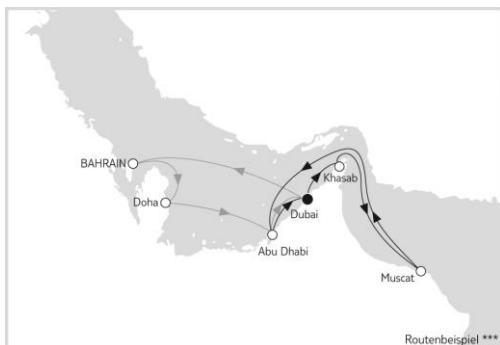 BAHRAIN
Khasab
Doha
Dubai
Abu Dhabi
Muscat
Routenbeispiel ***